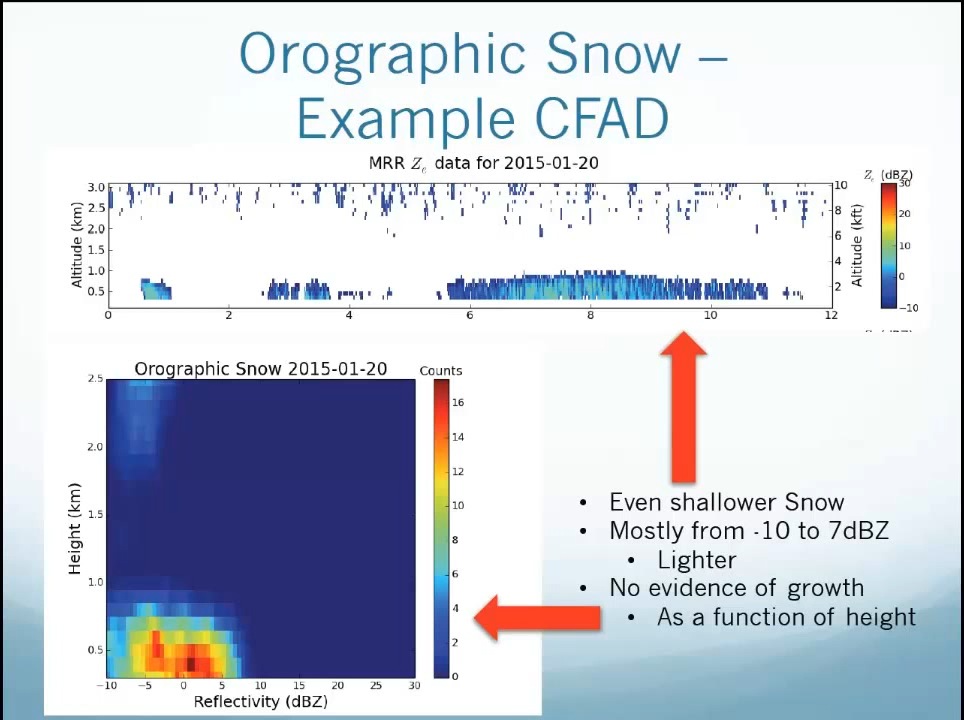 Orographic Snow –
Example CFAD
MRR Z_e data for 2015-01-20
Z_e (dBZ)
Altitude (km)
3.0
2.5
2.0
1.5
1.0
0.5
0 2 4 6 8 10 12
10
8
6
4
2
Altitude (kft)
30
20
10
0
−10
Orographic Snow 2015-01-20
Counts
Height (km)
2.5
2.0
1.5
1.0
0.5
−10 −5 0 5 10 15 20 25 30
Reflectivity (dBZ)
16
14
12
10
8
6
4
2
0
• Even shallower Snow
• Mostly from -10 to 7dBZ
• Lighter
• No evidence of growth
• As a function of height